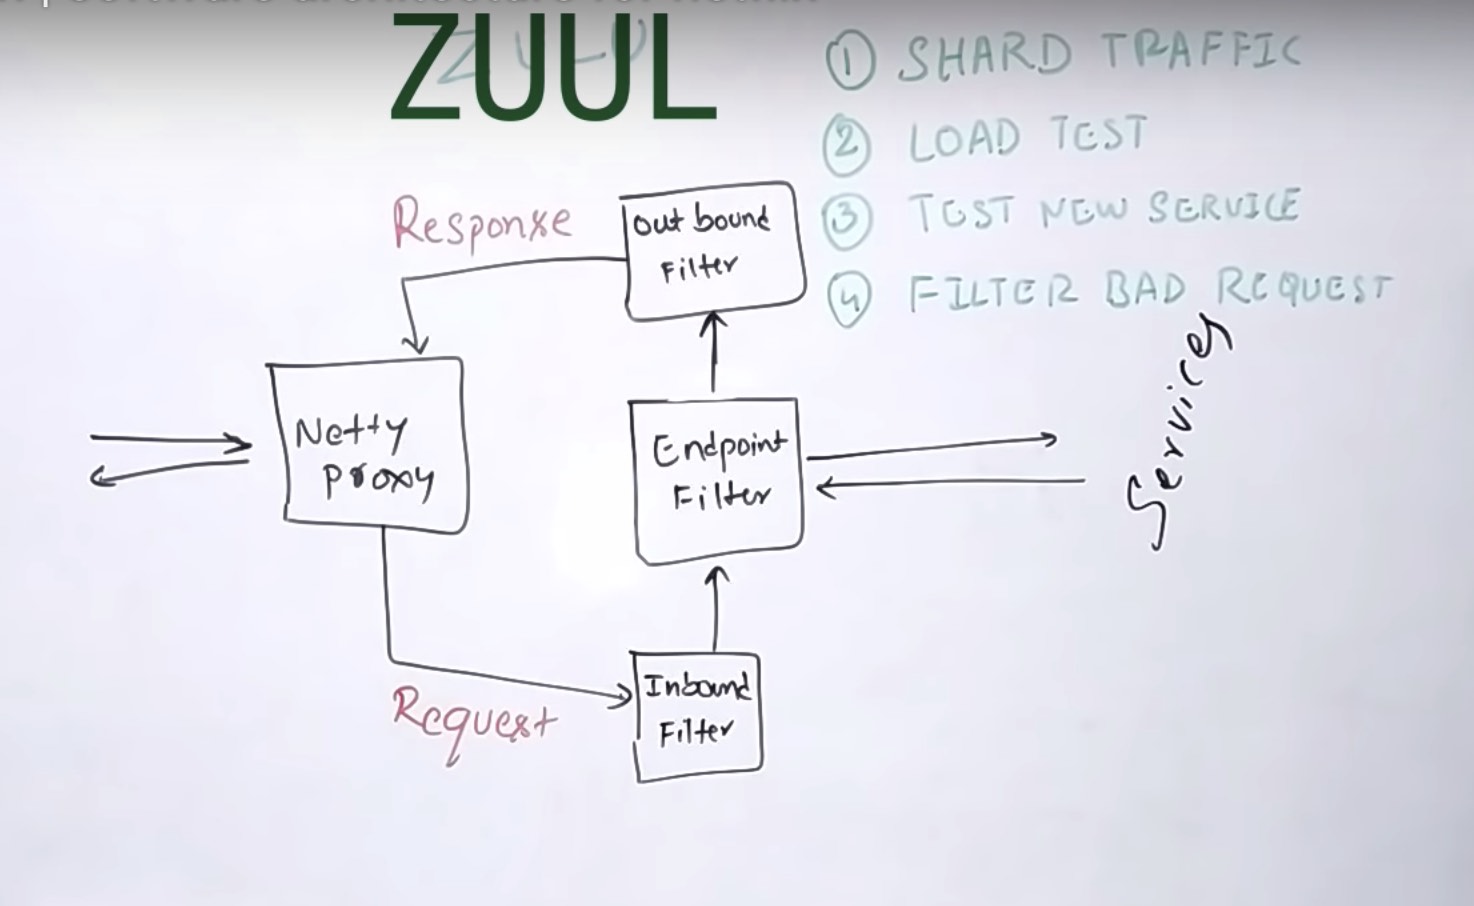 ZUUL
① SHARD TRAFFIC
② LOAD TEST
③ TEST NEW SERVICE
④ FILTER BAD REQUEST
Response
Out bound
Filter
Netty
Proxy
Endpoint
Filter
Services
Request
Inbound
Filter